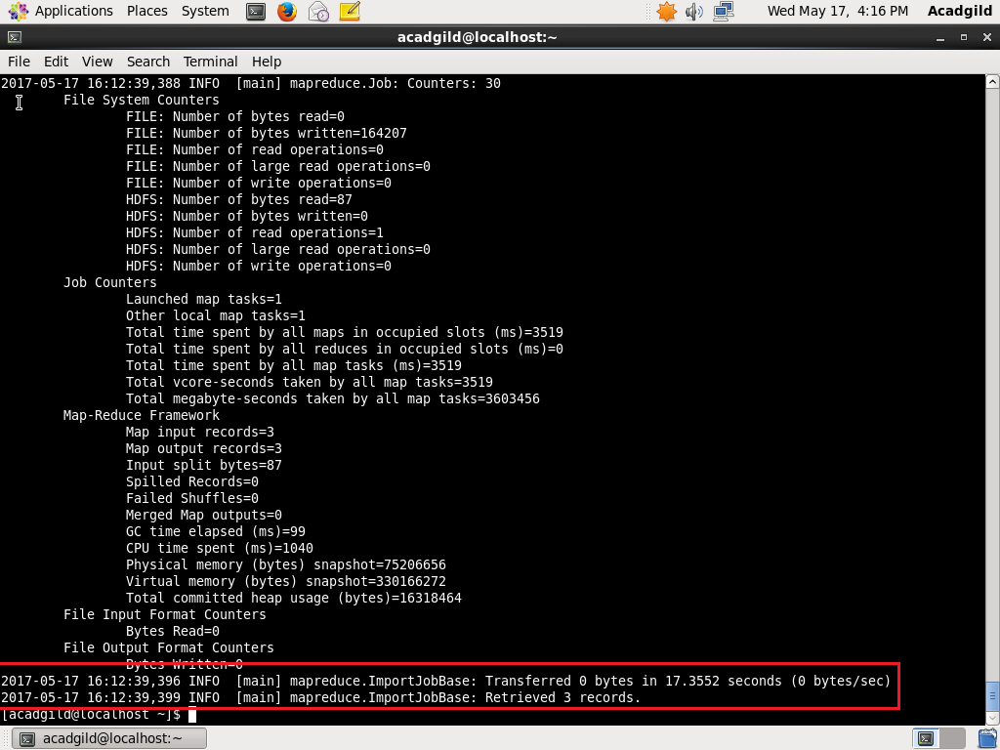 Applications Places System Wed May 17, 4:16 PM Acadgild
acadgild@localhost:~
File Edit View Search Terminal Help
2017-05-17 16:12:39,388 INFO  [main] mapreduce.Job: Counters: 30
File System Counters
FILE: Number of bytes read=0
FILE: Number of bytes written=164207
FILE: Number of read operations=0
FILE: Number of large read operations=0
FILE: Number of write operations=0
HDFS: Number of bytes read=87
HDFS: Number of bytes written=0
HDFS: Number of read operations=1
HDFS: Number of large read operations=0
HDFS: Number of write operations=0
Job Counters
Launched map tasks=1
Other local map tasks=1
Total time spent by all maps in occupied slots (ms)=3519
Total time spent by all reduces in occupied slots (ms)=0
Total time spent by all map tasks (ms)=3519
Total vcore-seconds taken by all map tasks=3519
Total megabyte-seconds taken by all map tasks=3603456
Map-Reduce Framework
Map input records=3
Map output records=3
Input split bytes=87
Spilled Records=0
Failed Shuffles=0
Merged Map outputs=0
GC time elapsed (ms)=99
CPU time spent (ms)=1040
Physical memory (bytes) snapshot=75206656
Virtual memory (bytes) snapshot=330166272
Total committed heap usage (bytes)=16318464
File Input Format Counters
Bytes Read=0
File Output Format Counters
Bytes Written=0
2017-05-17 16:12:39,396 INFO  [main] mapreduce.ImportJobBase: Transferred 0 bytes in 17.3552 seconds (0 bytes/sec)
2017-05-17 16:12:39,399 INFO  [main] mapreduce.ImportJobBase: Retrieved 3 records.
[acadgild@localhost ~]$
acadgild@localhost:~